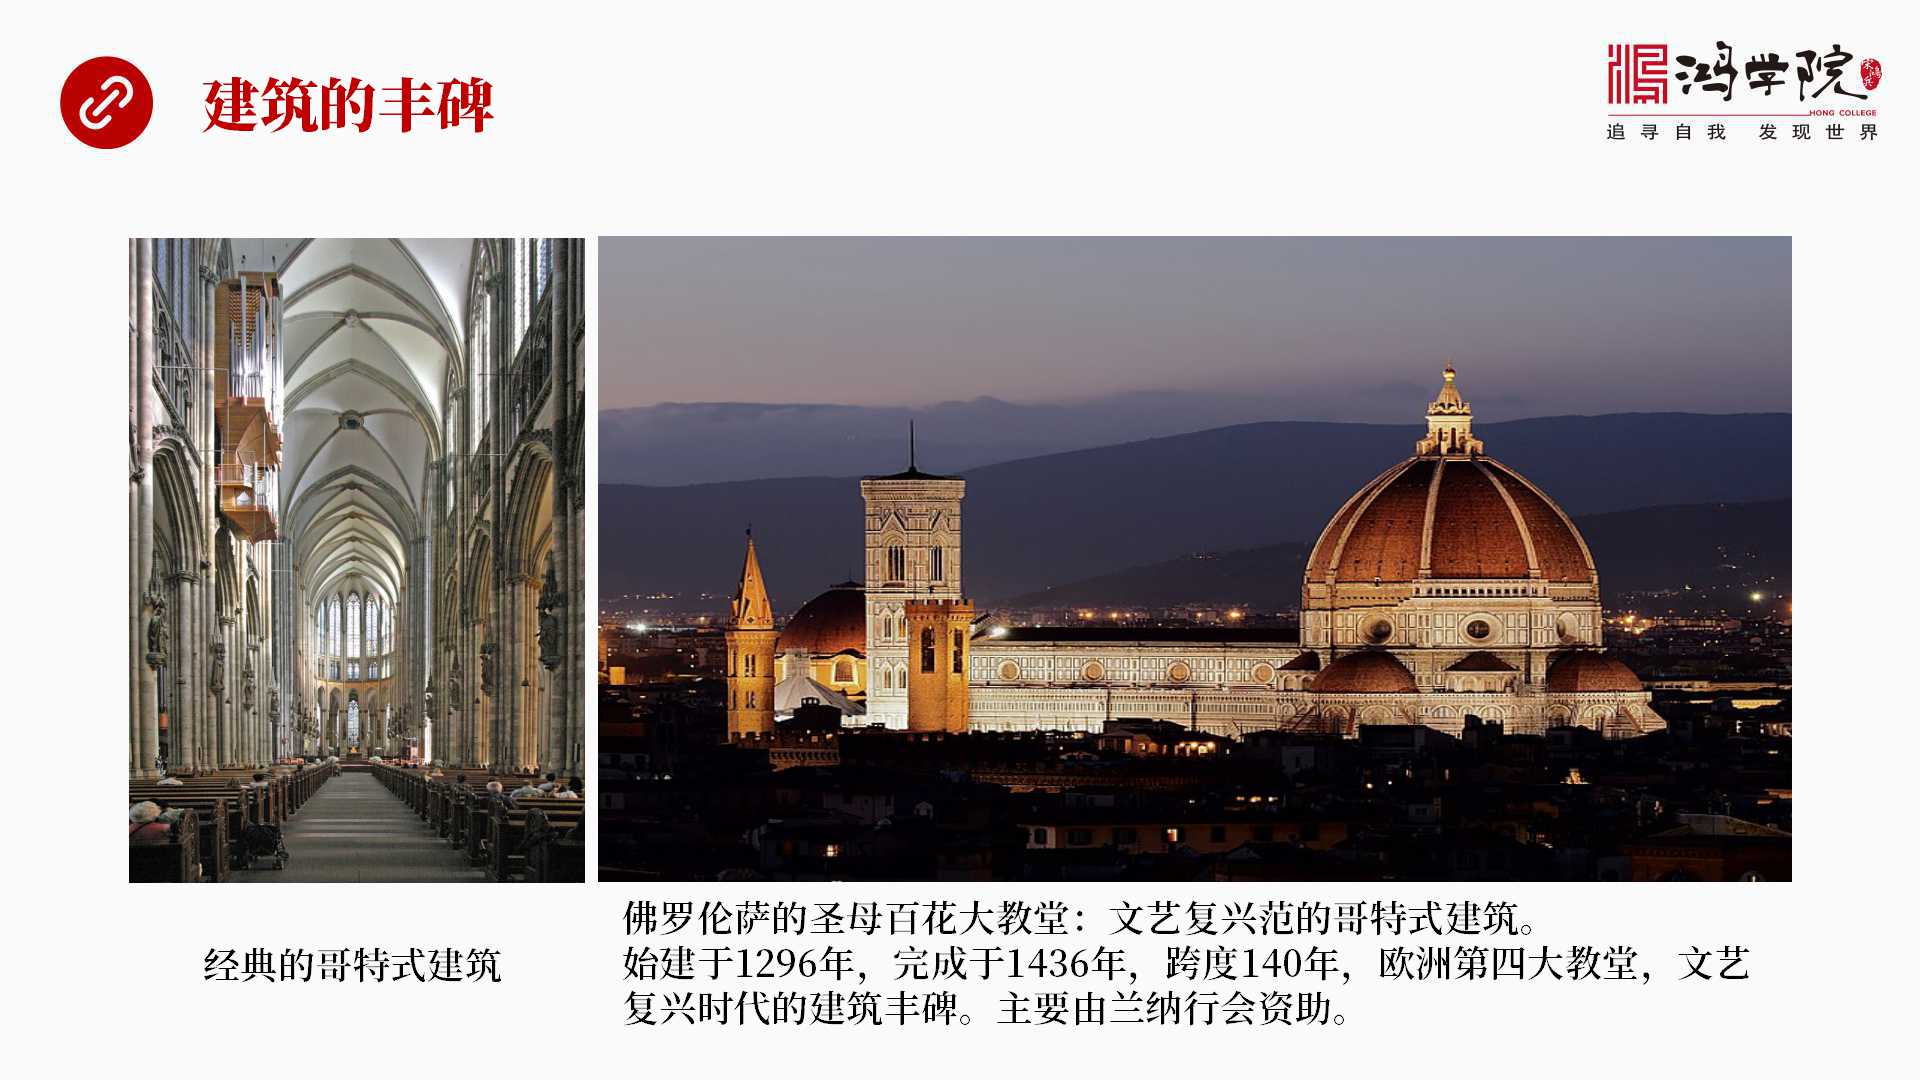 建筑的丰碑
鸿学院
宋鸿兵
HONG COLLEGE
追寻自我 发现世界
经典的哥特式建筑
佛罗伦萨的圣母百花大教堂：文艺复兴范的哥特式建筑。
始建于1296年，完成于1436年，跨度140年，欧洲第四大教堂，文艺
复兴时代的建筑丰碑。主要由兰纳行会资助。